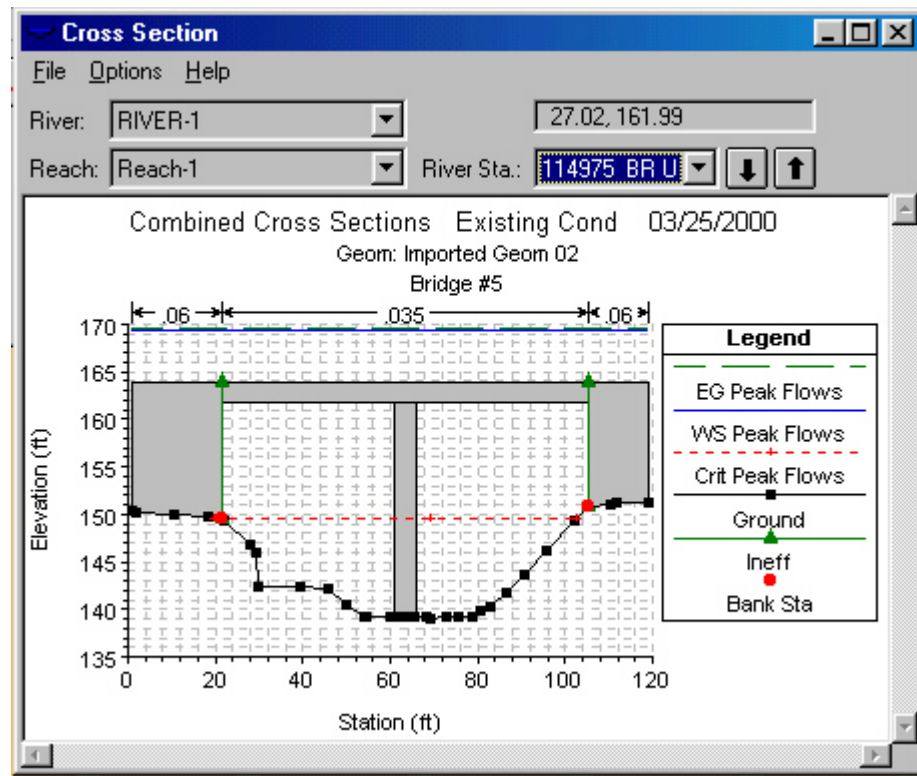 Cross Section
File Options Help
River: RIVER-1 27.02, 161.99
Reach: Reach-1 River Sta.: 114975 BR U
Combined Cross Sections Existing Cond 03/25/2000
Geom: Imported Geom 02
Bridge #5
.06 .035 .06
170
165
160
155
150
145
140
135
Elevation (ft)
0 20 40 60 80 100 120
Station (ft)
Legend
EG Peak Flows
WS Peak Flows
Crit Peak Flows
Ground
Ineff
Bank Sta